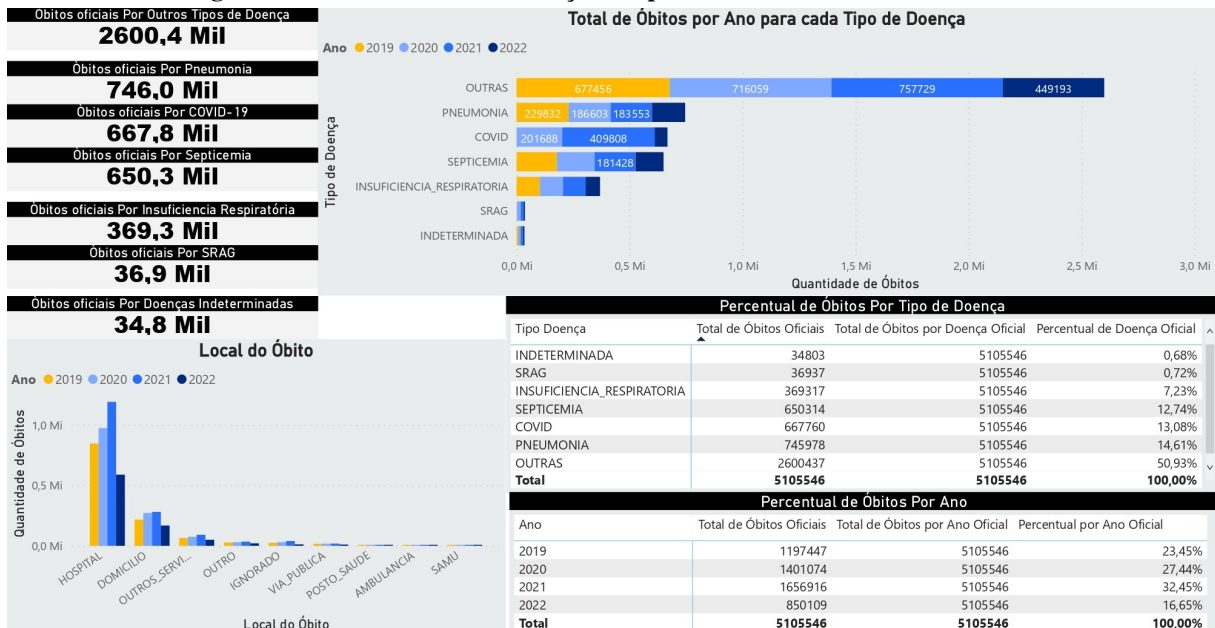 Óbitos oficiais Por Outros Tipos de Doença
2600,4 Mil
Óbitos oficiais Por Pneumonia
746,0 Mil
Óbitos oficiais Por COVID-19
667,8 Mil
Óbitos oficiais Por Septicemia
650,3 Mil
Óbitos oficiais Por Insuficiencia Respiratória
369,3 Mil
Óbitos oficiais Por SRAG
36,9 Mil
Óbitos oficiais Por Doenças Indeterminadas
34,8 Mil
Total de Óbitos por Ano para cada Tipo de Doença
Ano 2019 2020 2021 2022
Tipo de Doença
OUTRAS 677456 716059 757729 449193
PNEUMONIA 229832 186603 183553
COVID 201688 409808
SEPTICEMIA 181428
INSUFICIENCIA_RESPIRATORIA
SRAG
INDETERMINADA
0,0 Mi 0,5 Mi 1,0 Mi 1,5 Mi 2,0 Mi 2,5 Mi 3,0 Mi
Quantidade de Óbitos
Local do Óbito
Ano 2019 2020 2021 2022
Quantidade de Óbitos
1,0 Mi
0,5 Mi
0,0 Mi
HOSPITAL DOMICILIO OUTROS_SERVI... OUTRO IGNORADO VIA_PUBLICA POSTO_SAUDE AMBULANCIA SAMU
Local do Óbito
Percentual de Óbitos Por Tipo de Doença
Tipo Doença Total de Óbitos Oficiais Total de Óbitos por Doença Oficial Percentual de Doença Oficial
INDETERMINADA 34803 5105546 0,68%
SRAG 36937 5105546 0,72%
INSUFICIENCIA_RESPIRATORIA 369317 5105546 7,23%
SEPTICEMIA 650314 5105546 12,74%
COVID 667760 5105546 13,08%
PNEUMONIA 745978 5105546 14,61%
OUTRAS 2600437 5105546 50,93%
Total 5105546 5105546 100,00%
Percentual de Óbitos Por Ano
Ano Total de Óbitos Oficiais Total de Óbitos por Ano Oficial Percentual por Ano Oficial
2019 1197447 5105546 23,45%
2020 1401074 5105546 27,44%
2021 1656916 5105546 32,45%
2022 850109 5105546 16,65%
Total 5105546 5105546 100,00%